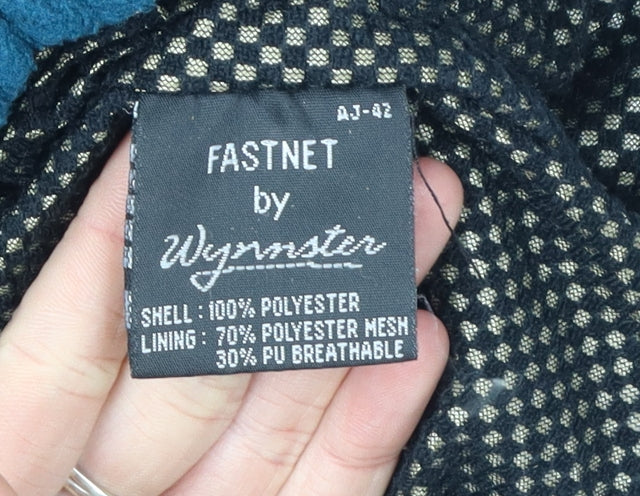 AJ-42
FASTNET
by
Wynnster
SHELL : 100% POLYESTER
LINING : 70% POLYESTER MESH
30% PU BREATHABLE